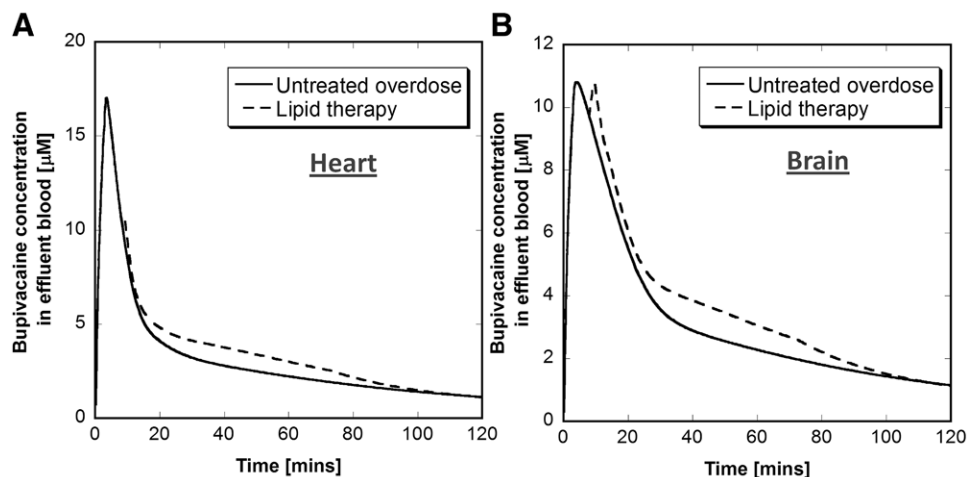 A
Bupivacaine concentration
in effluent blood [µM]
20
15
10
5
0
Untreated overdose
Lipid therapy
Heart
0 20 40 60 80 100 120
Time [mins]
B
Bupivacaine concentration
in effluent blood [µM]
12
10
8
6
4
2
0
Untreated overdose
Lipid therapy
Brain
0 20 40 60 80 100 120
Time [mins]